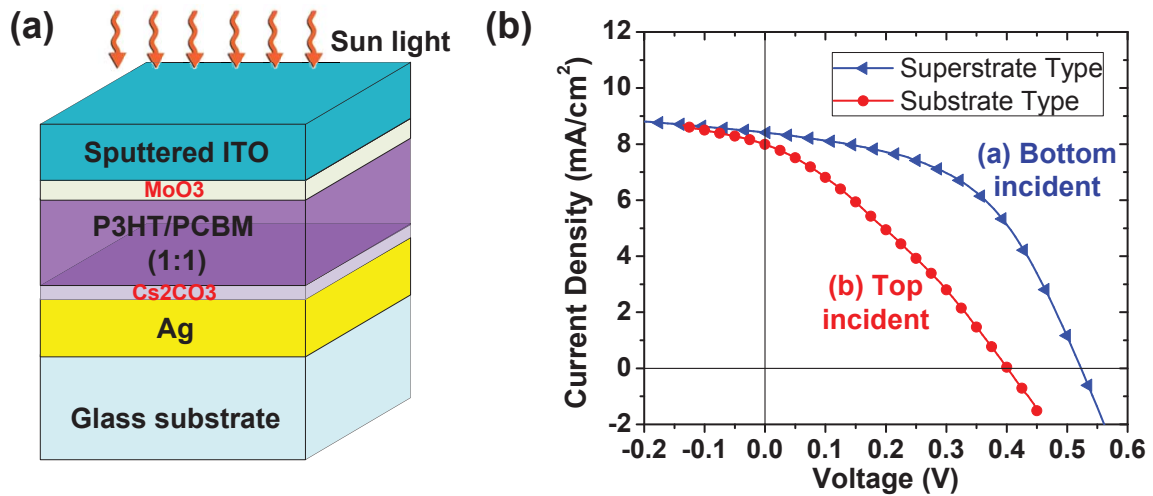 (a)
Sun light
Sputtered ITO
MoO3
P3HT/PCBM
(1:1)
Cs2CO3
Ag
Glass substrate
(b)
Current Density (mA/cm²)
12
10
8
6
4
2
0
-2
Superstrate Type
Substrate Type
(a) Bottom
incident
(b) Top
incident
-0.2 -0.1 0.0 0.1 0.2 0.3 0.4 0.5 0.6
Voltage (V)